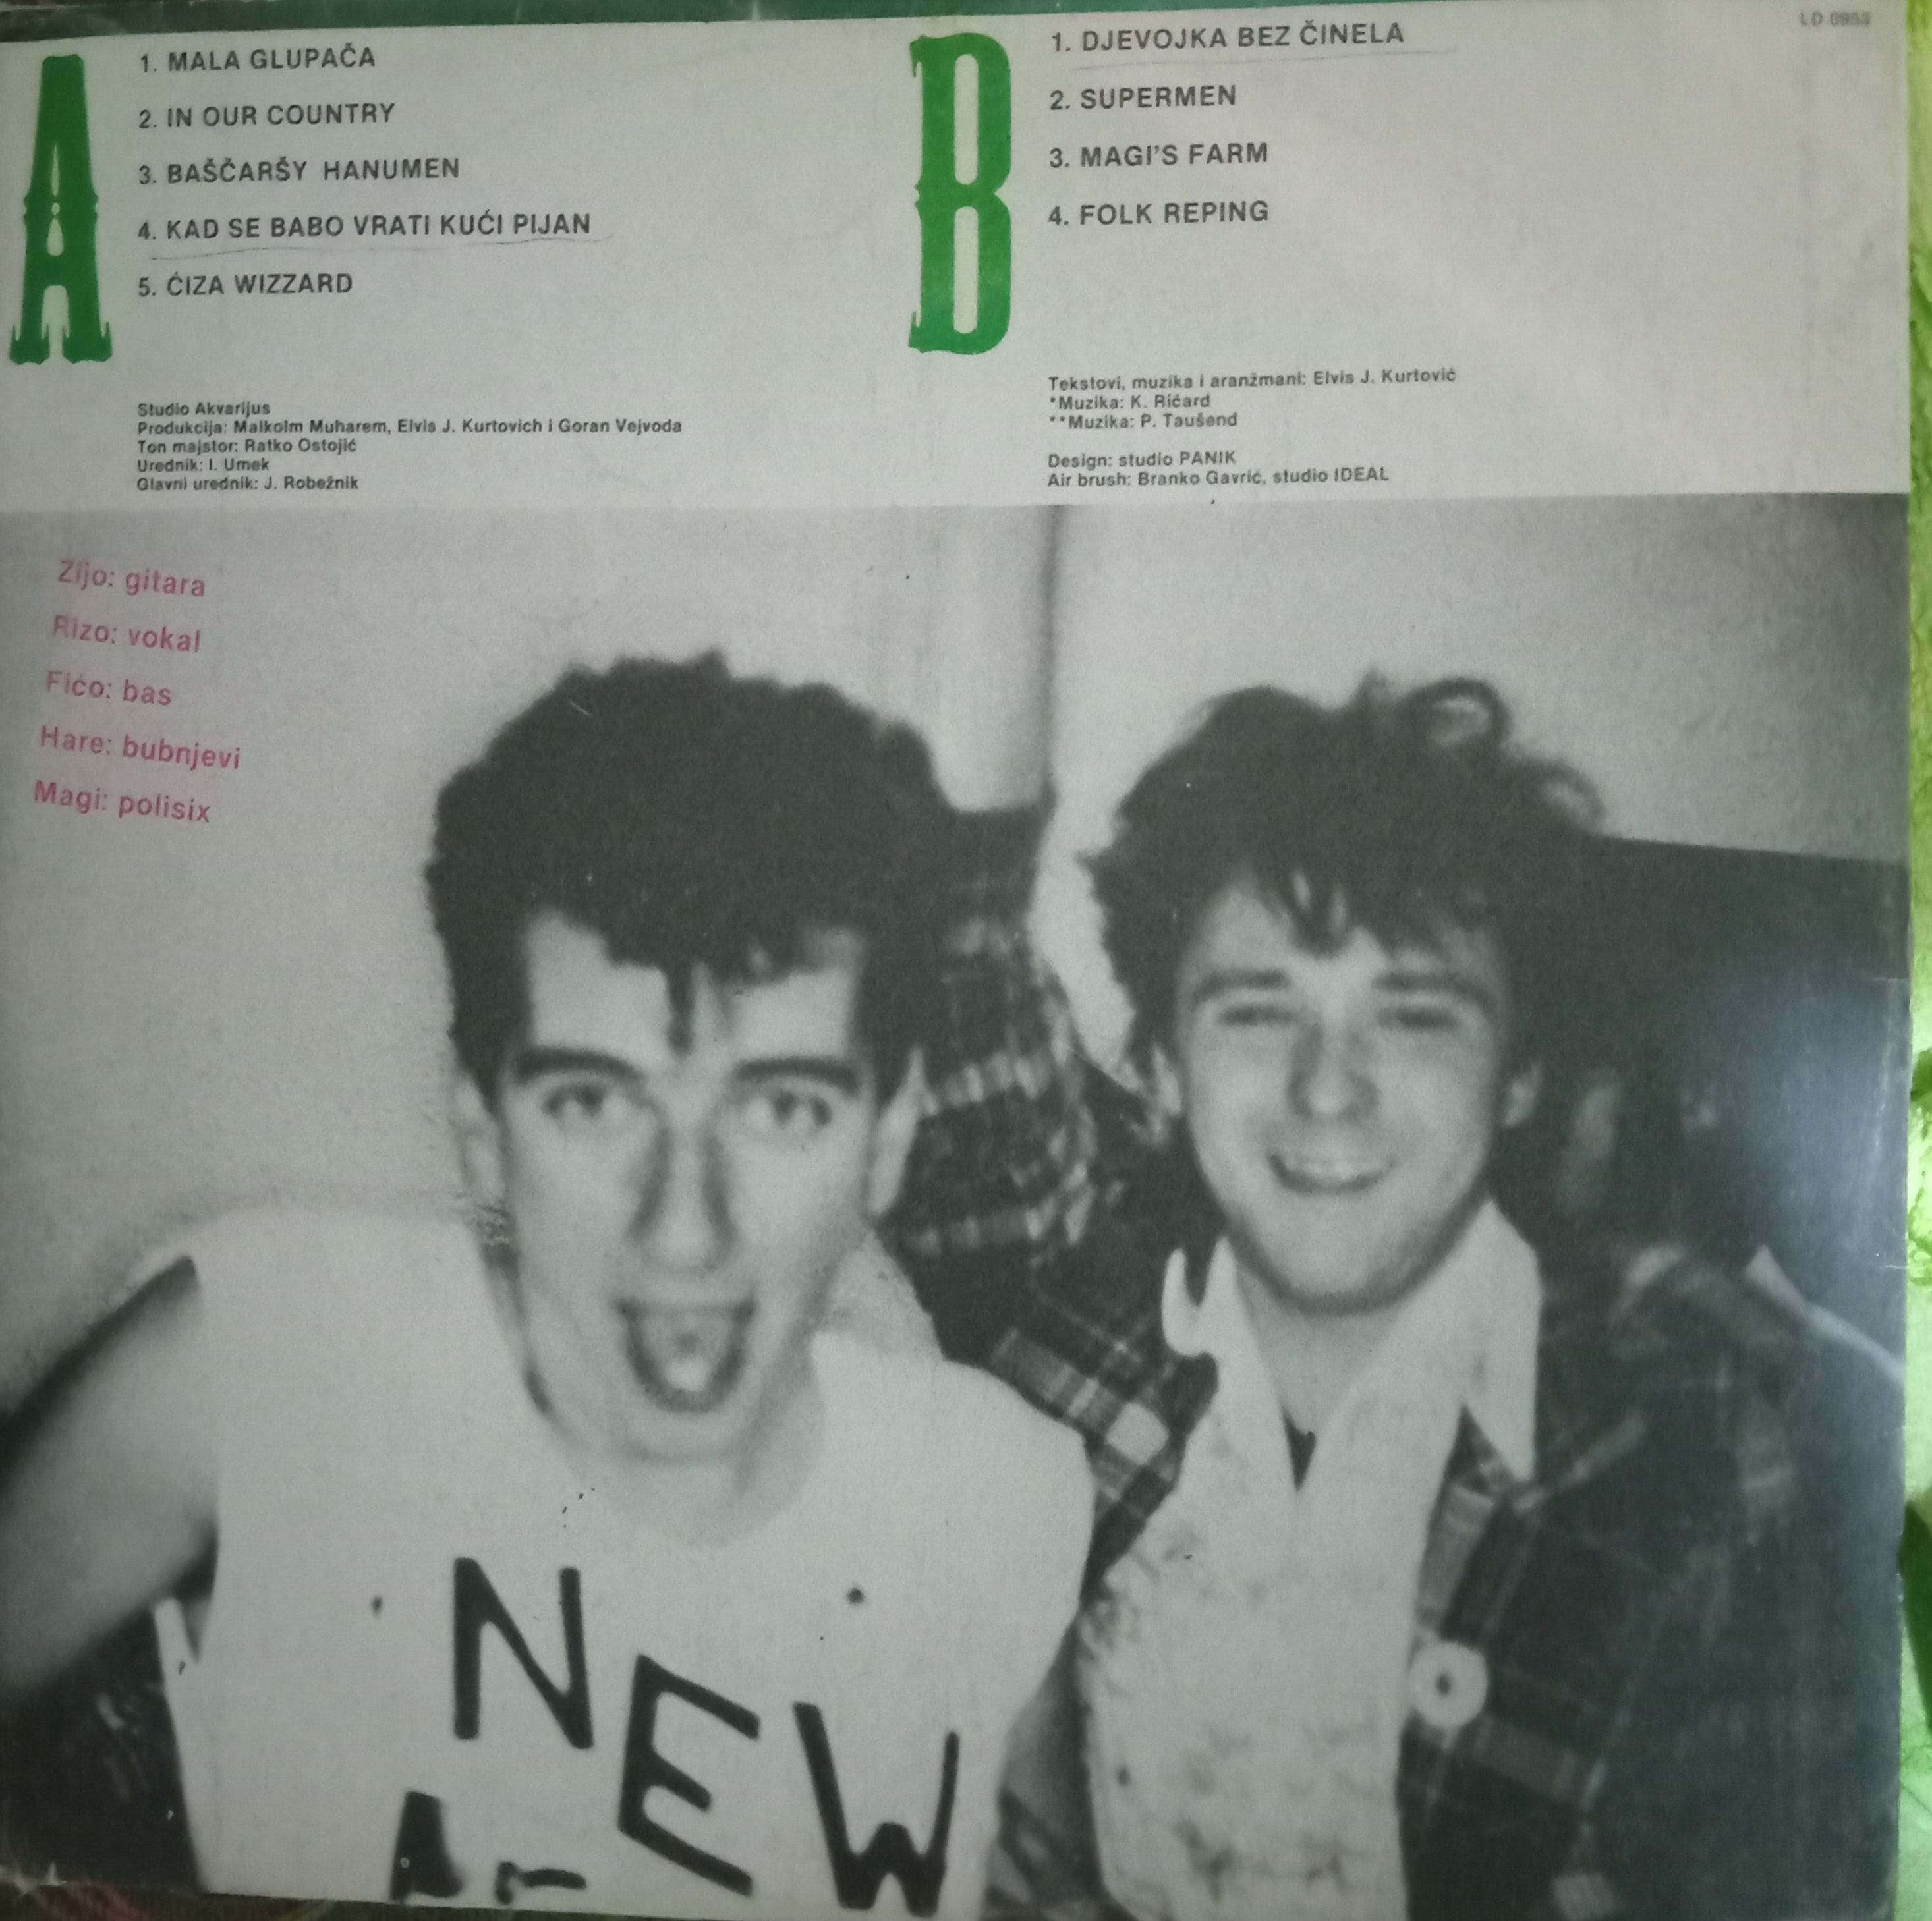 A
1. MALA GLUPAČA
2. IN OUR COUNTRY
3. BAŠČARŠY HANUMEN
4. KAD SE BABO VRATI KUĆI PIJAN
5. ĆIZA WIZZARD
Studio Akvarijus
Produkcija: Malkolm Muharem, Elvis J. Kurtovich i Goran Vejvoda
Ton majstor: Ratko Ostojić
Urednik: I. Umek
Glavni urednik: J. Robežnik
LD 0953
B
1. DJEVOJKA BEZ ČINELA
2. SUPERMEN
3. MAGI'S FARM
4. FOLK REPING
Tekstovi, muzika i aranžmani: Elvis J. Kurtović
*Muzika: K. Ričard
**Muzika: P. Taušend
Design: studio PANIK
Air brush: Branko Gavrić, studio IDEAL
Zijo: gitara
Rizo: vokal
Fićo: bas
Hare: bubnjevi
Magi: polisix
NEW